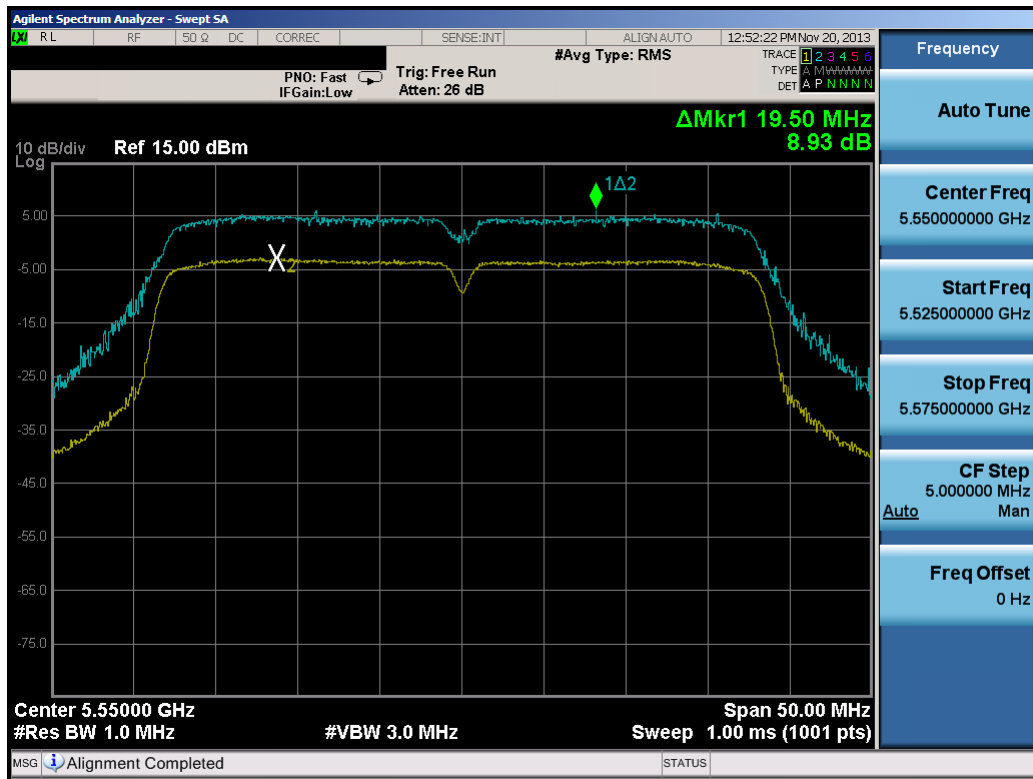 Agilent Spectrum Analyzer - Swept SA
LXI RL RF 50 Ω DC CORREC SENSE:INT ALIGN AUTO 12:52:22 PM Nov 20, 2013
#Avg Type: RMS TRACE 1 2 3 4 5 6
PNO: Fast Trig: Free Run TYPE A M W W W W
IFGain:Low Atten: 26 dB DET A P N N N N
ΔMkr1 19.50 MHz
8.93 dB
10 dB/div Ref 15.00 dBm
Log
1Δ2
5.00
X2
-5.00
-15.0
-25.0
-35.0
-45.0
-55.0
-65.0
-75.0
Center 5.55000 GHz Span 50.00 MHz
#Res BW 1.0 MHz #VBW 3.0 MHz Sweep 1.00 ms (1001 pts)
MSG Alignment Completed STATUS
Frequency
Auto Tune
Center Freq
5.550000000 GHz
Start Freq
5.525000000 GHz
Stop Freq
5.575000000 GHz
CF Step
5.000000 MHz
Auto Man
Freq Offset
0 Hz